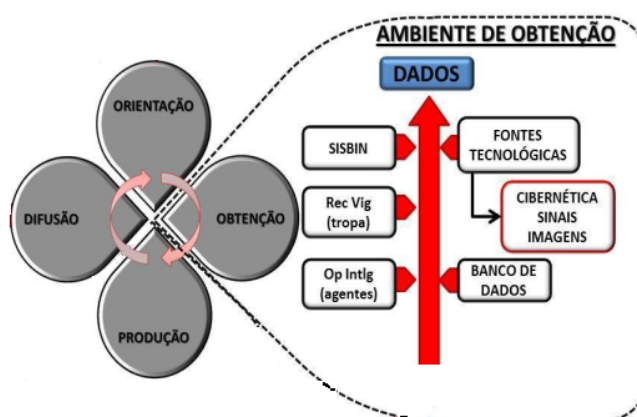 AMBIENTE DE OBTENÇÃO
DADOS
ORIENTAÇÃO
DIFUSÃO
OBTENÇÃO
PRODUÇÃO
SISBIN
FONTES
TECNOLÓGICAS
Rec Vig
(tropa)
CIBERNÉTICA
SINAIS
IMAGENS
Op Intlg
(agentes)
BANCO DE
DADOS